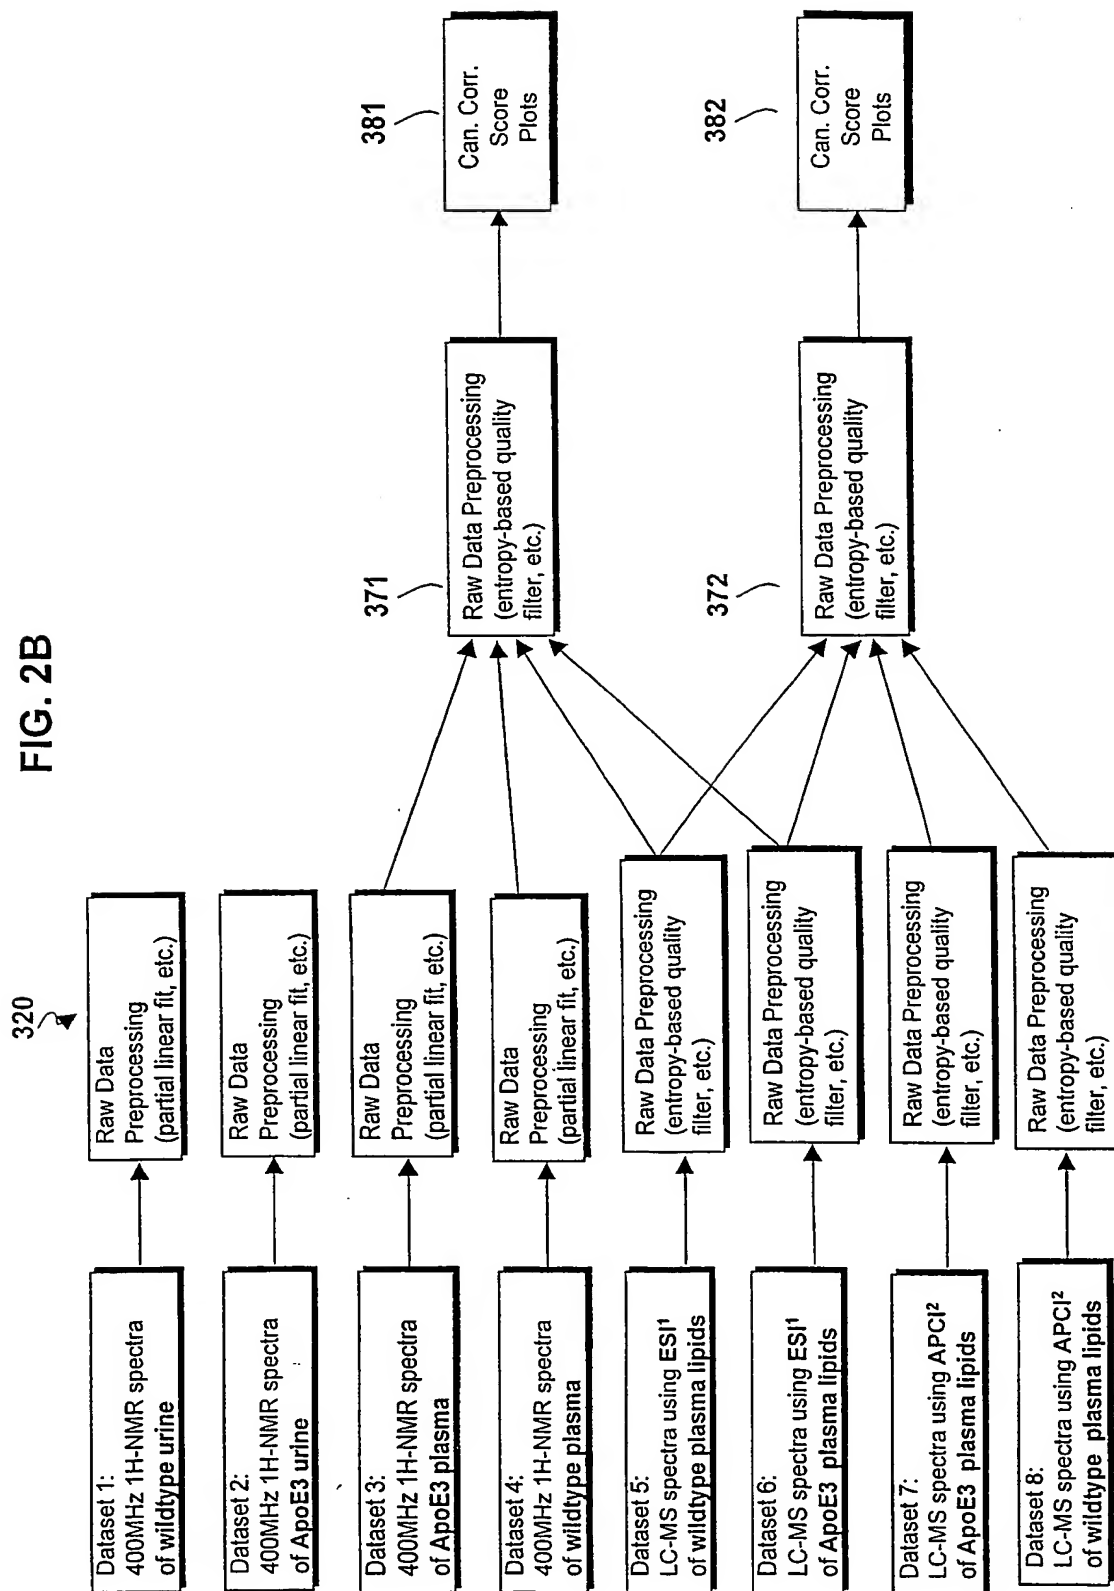 FIG. 2B
320
Dataset 1:
400MHz 1H-NMR spectra
of wildtype urine
Raw Data
Preprocessing
(partial linear fit, etc.)
Dataset 2:
400MHz 1H-NMR spectra
of ApoE3 urine
Raw Data
Preprocessing
(partial linear fit, etc.)
Dataset 3:
400MHz 1H-NMR spectra
of ApoE3 plasma
Raw Data
Preprocessing
(partial linear fit, etc.)
Dataset 4:
400MHz 1H-NMR spectra
of wildtype plasma
Raw Data
Preprocessing
(partial linear fit, etc.)
Dataset 5:
LC-MS spectra using ESI¹
of wildtype plasma lipids
Raw Data Preprocessing
(entropy-based quality
filter, etc.)
Dataset 6:
LC-MS spectra using ESI¹
of ApoE3 plasma lipids
Raw Data Preprocessing
(entropy-based quality
filter, etc.)
Dataset 7:
LC-MS spectra using APCI²
of ApoE3 plasma lipids
Raw Data Preprocessing
(entropy-based quality
filter, etc.)
Dataset 8:
LC-MS spectra using APCI²
of wildtype plasma lipids
Raw Data Preprocessing
(entropy-based quality
filter, etc.)
371
Raw Data Preprocessing
(entropy-based quality
filter, etc.)
381
Can. Corr.
Score
Plots
372
Raw Data Preprocessing
(entropy-based quality
filter, etc.)
382
Can. Corr.
Score
Plots